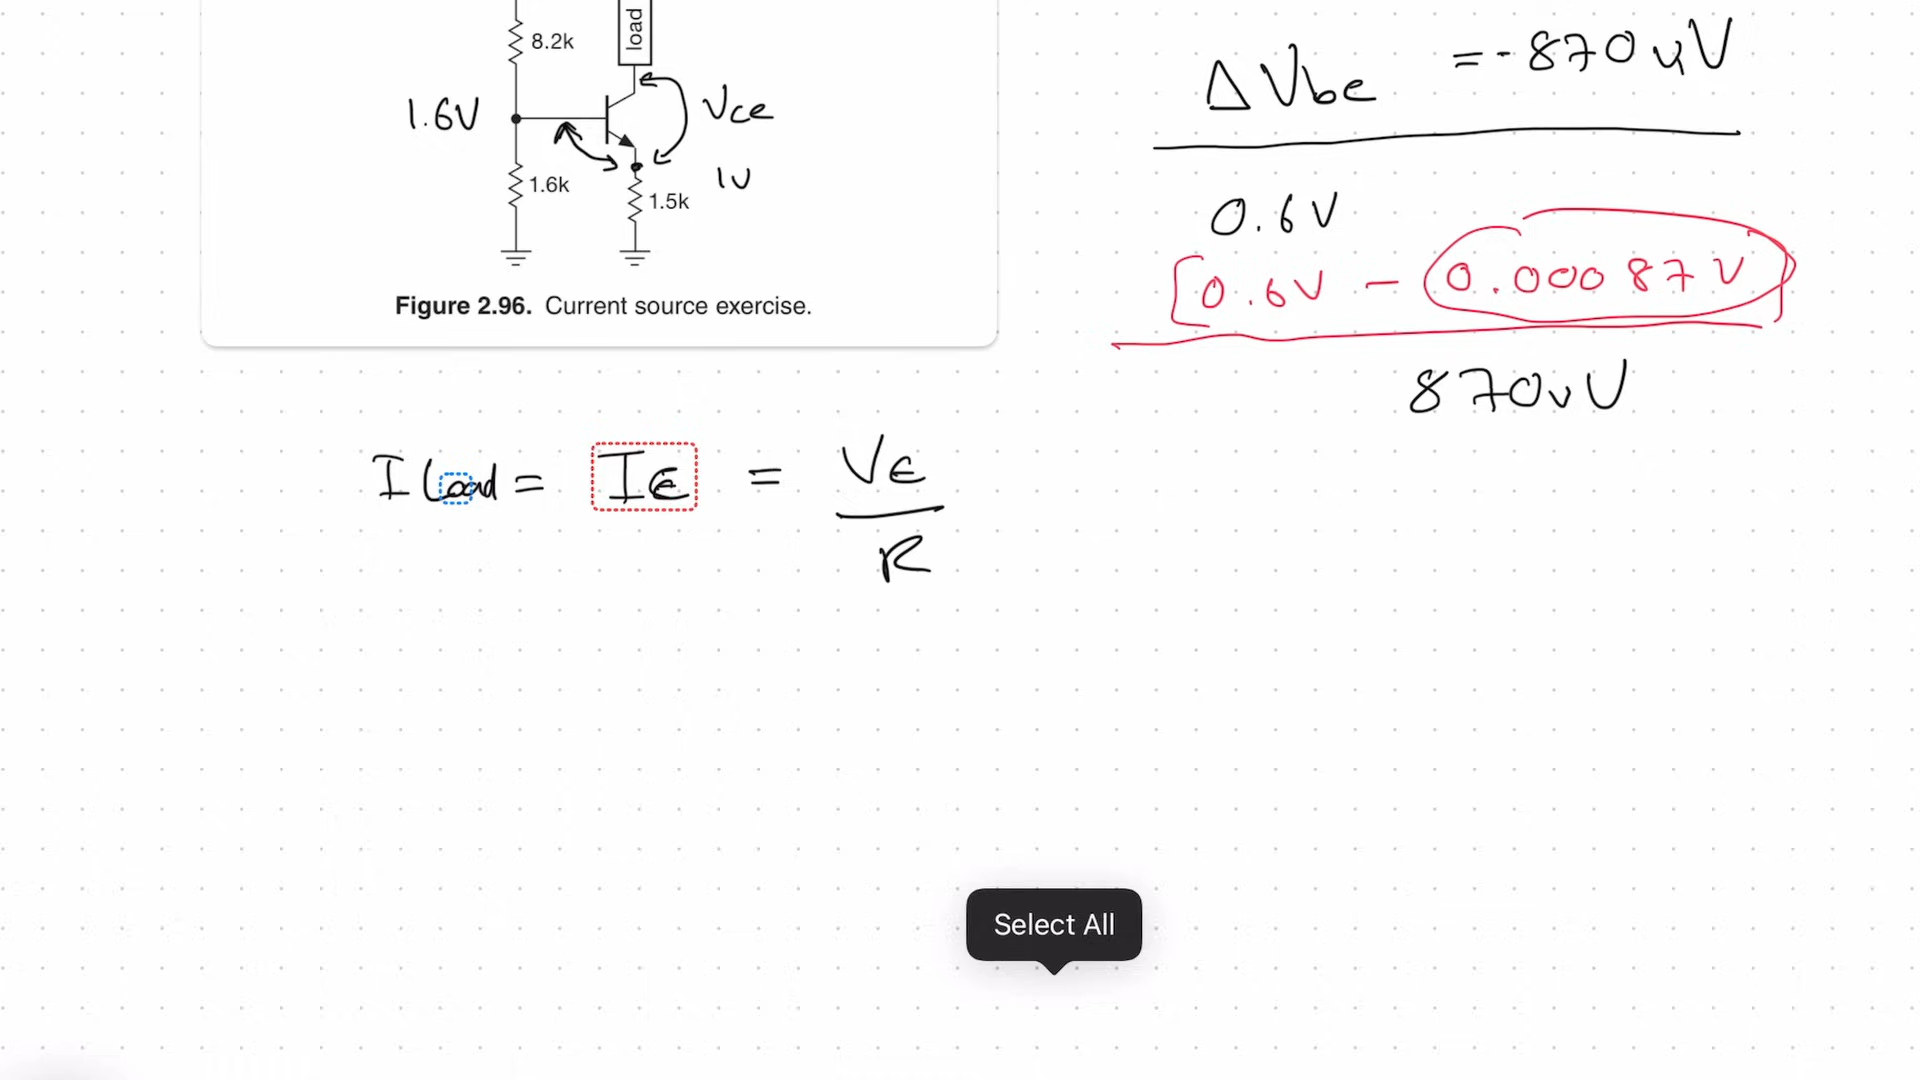 8.2k
load
1.6V
Vce
1.6k
1V
1.5k
Figure 2.96. Current source exercise.
ΔVbe = -870uV
0.6V
[0.6V - 0.00087V]
870uV
ILoad = IE = VE
R
Select All